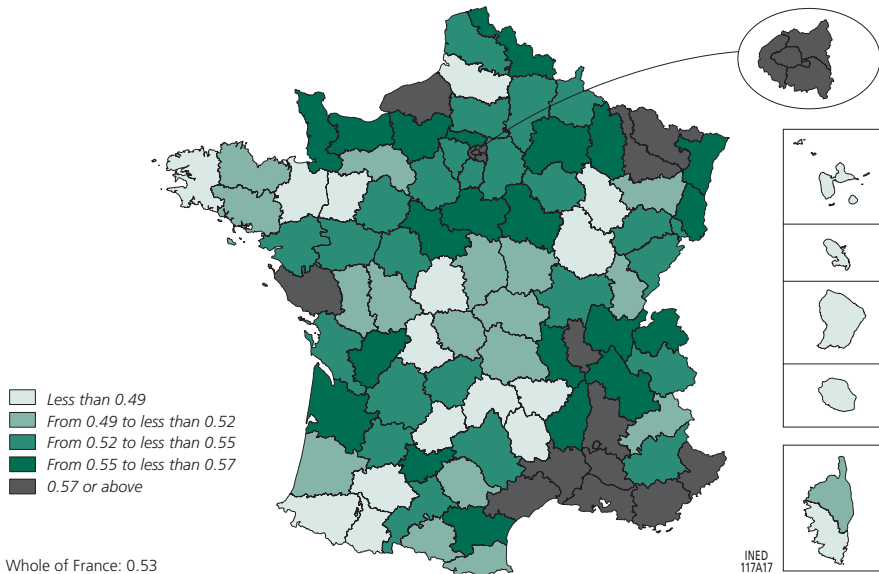 Less than 0.49
From 0.49 to less than 0.52
From 0.52 to less than 0.55
From 0.55 to less than 0.57
0.57 or above
Whole of France: 0.53
INED
117A17